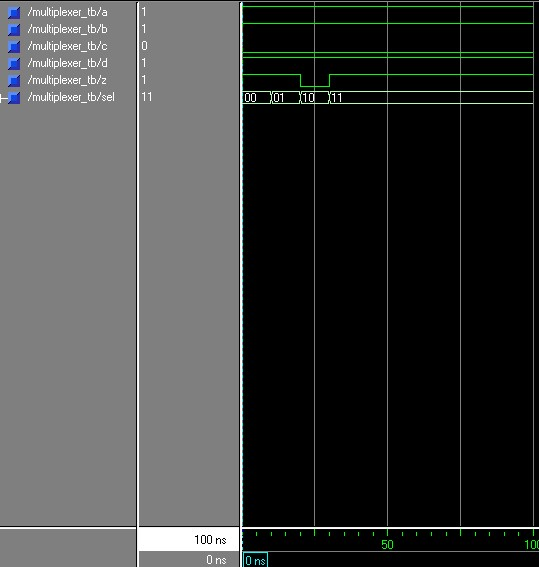 /multiplexer_tb/a 1
/multiplexer_tb/b 1
/multiplexer_tb/c 0
/multiplexer_tb/d 1
/multiplexer_tb/z 1
/multiplexer_tb/sel 11 00 01 10 11
100 ns 50 100
0 ns 0 ns